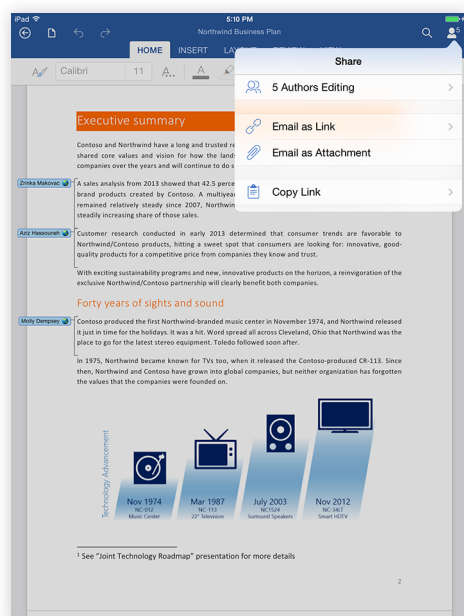 iPad
5:10 PM
Northwind Business Plan
5
HOME INSERT
Calibri 11 A.. A
Share
5 Authors Editing
Email as Link
Email as Attachment
Copy Link
Executive summary
Contoso and Northwind have a long and trusted
shared core values and vision for how the
companies over the years and will continue to do
Zrinka Makovac
A sales analysis from 2013 showed that 42.5
brand products created by Contoso. A
remained relatively steady since 2007,
steadily increasing share of those sales.
Aziz Hassouneh
Customer research conducted in early 2013 determined that consumer trends are favorable to
Northwind/Contoso products, hitting a sweet spot that consumers are looking for: innovative, good-
quality products for a competitive price from companies they know and trust.
With exciting sustainability programs and new, innovative products on the horizon, a reinvigoration of the
exclusive Northwind/Contoso partnership will clearly benefit both companies.
Forty years of sights and sound
Molly Dempsey
Contoso produced the first Northwind-branded music center in November 1974, and Northwind released
it just in time for the holidays. It was a hit. Word spread all across Cleveland, Ohio that Northwind was the
place to go for the latest stereo equipment. Toledo followed soon after.
In 1975, Northwind became known for TVs too, when it released the Contoso-produced CR-113. Since
then, Northwind and Contoso have grown into global companies, but neither organization has forgotten
the values that the companies were founded on.
Technology Advancement
Nov 1974
NC-012
Music Center
Mar 1987
NC-113
22" Television
July 2003
NC1524
Surround Speakers
Nov 2012
NC-34LT
Smart HDTV
1 See "Joint Technology Roadmap" presentation for more details
2